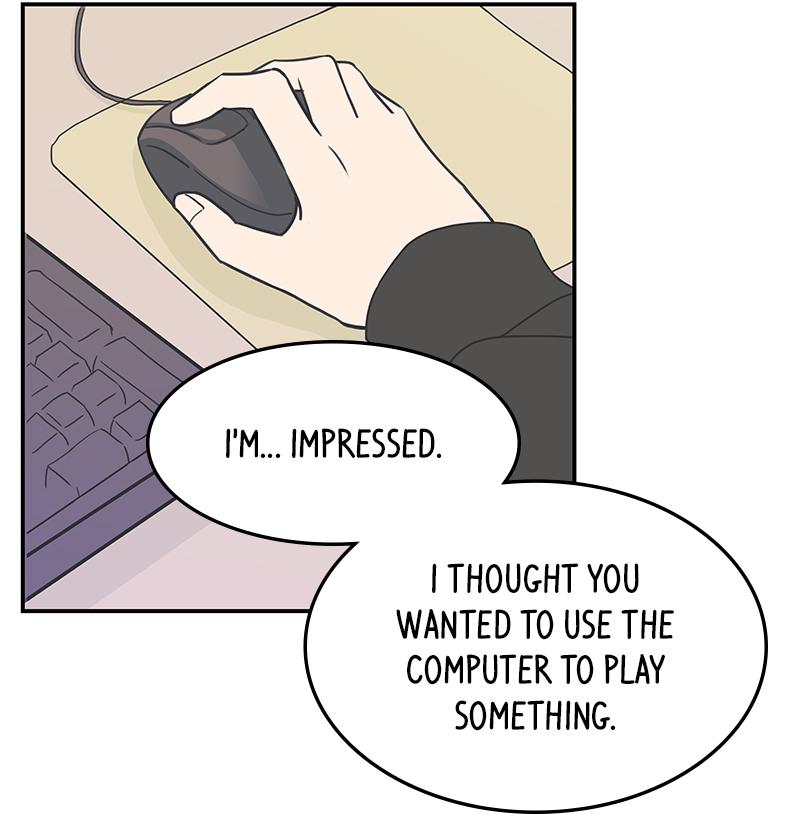 I'M... IMPRESSED.
I THOUGHT YOU
WANTED TO USE THE
COMPUTER TO PLAY
SOMETHING.